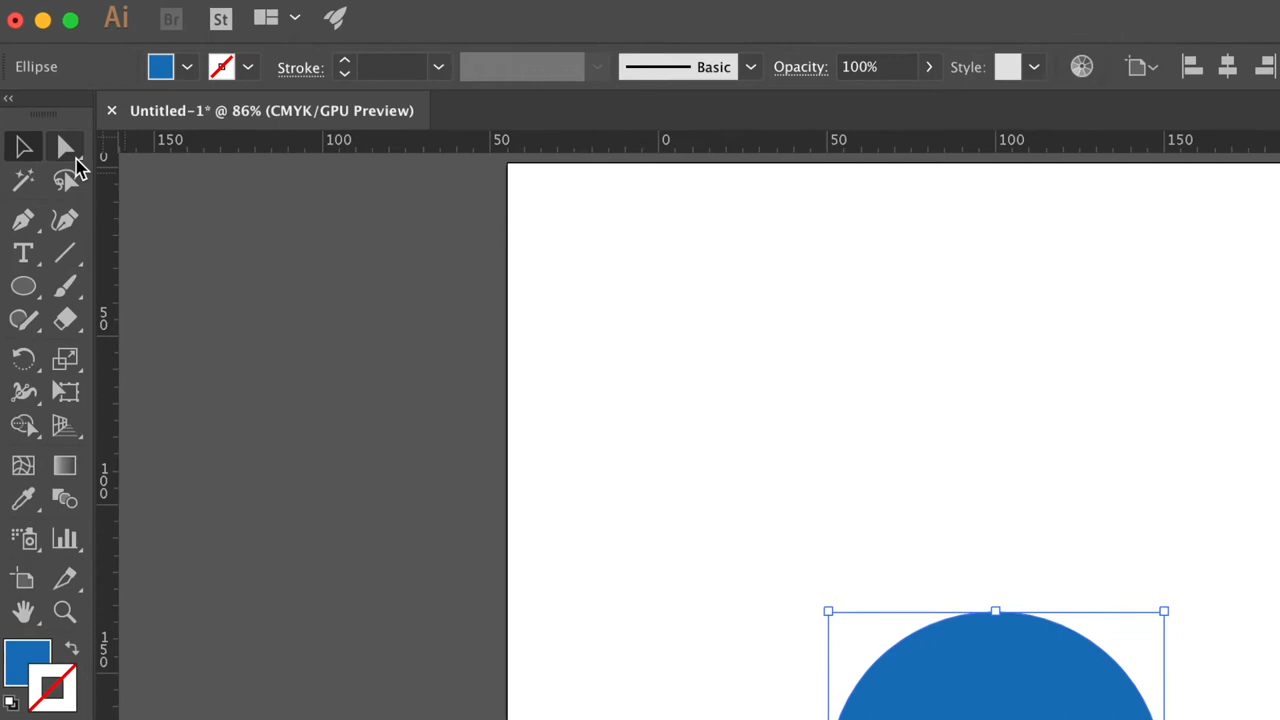 Ai Br St
Ellipse Stroke: Basic Opacity: 100% Style:
Untitled-1* @ 86% (CMYK/GPU Preview)
150 100 50 0 50 100 150
0
50
100
150
T